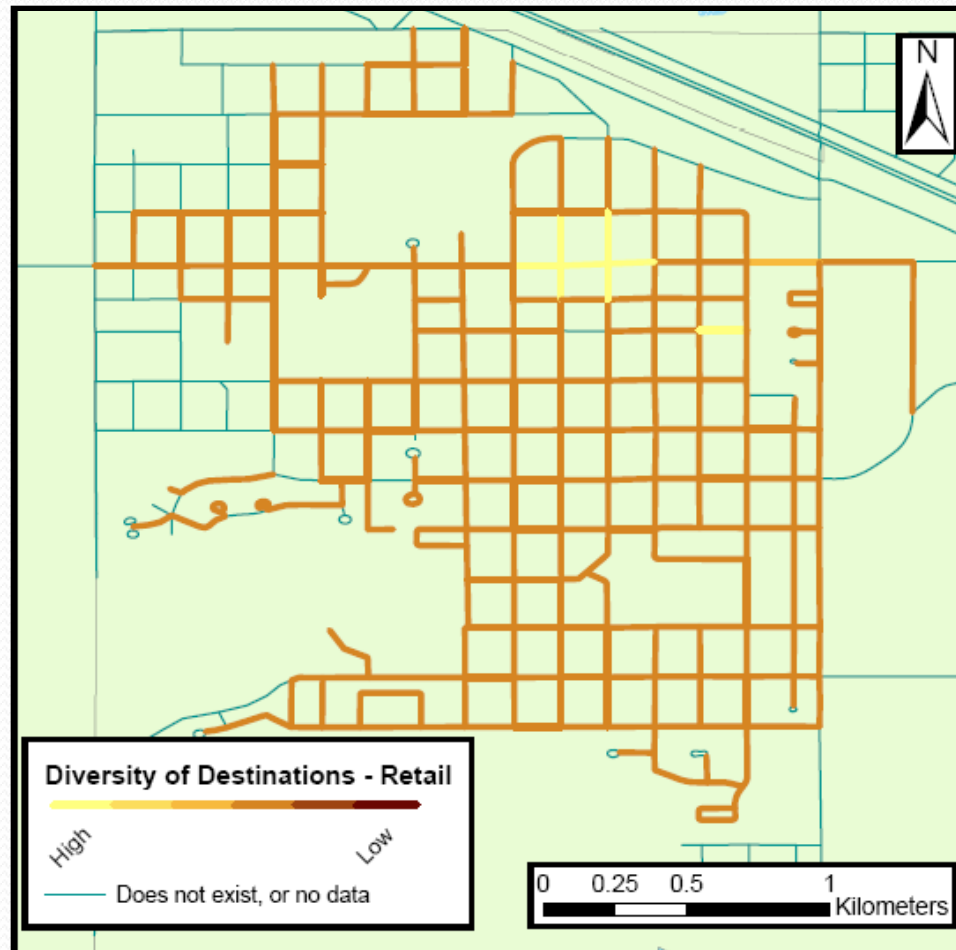 N
Diversity of Destinations - Retail
High
Low
Does not exist, or no data
0 0.25 0.5 1
Kilometers